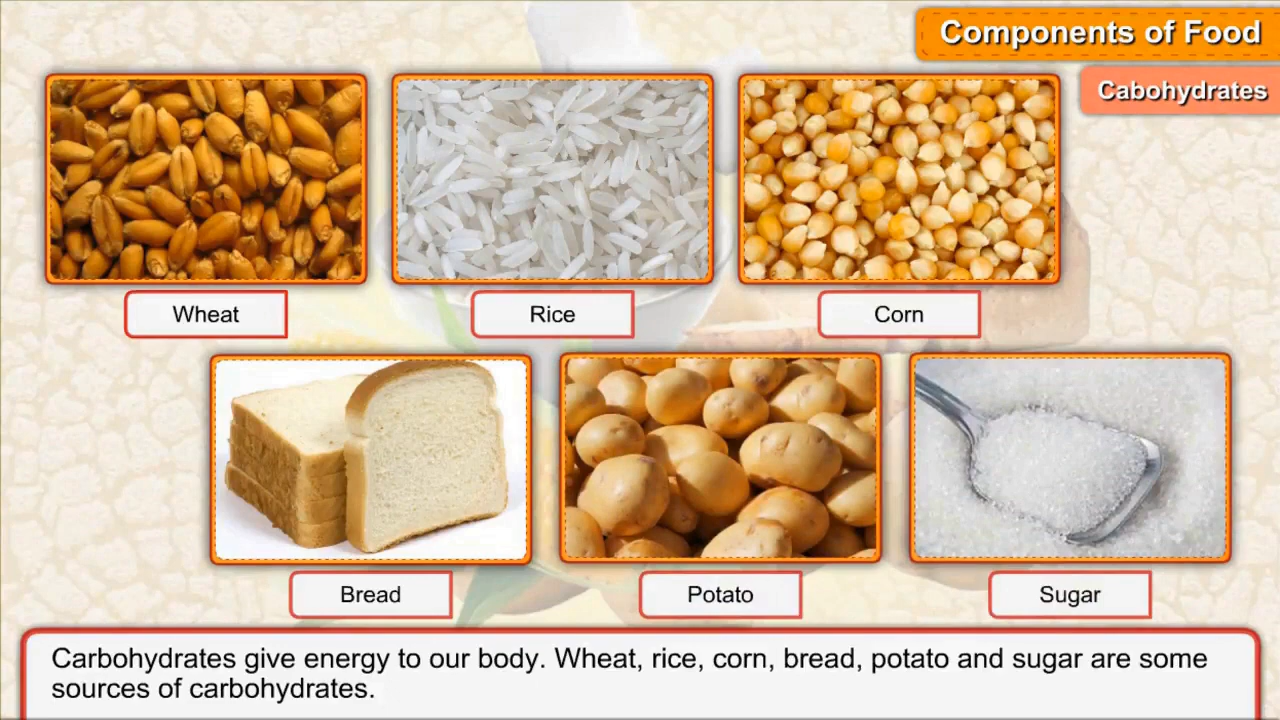 Components of Food
Cabohydrates
Wheat
Rice
Corn
Bread
Potato
Sugar
Carbohydrates give energy to our body. Wheat, rice, corn, bread, potato and sugar are some
sources of carbohydrates.